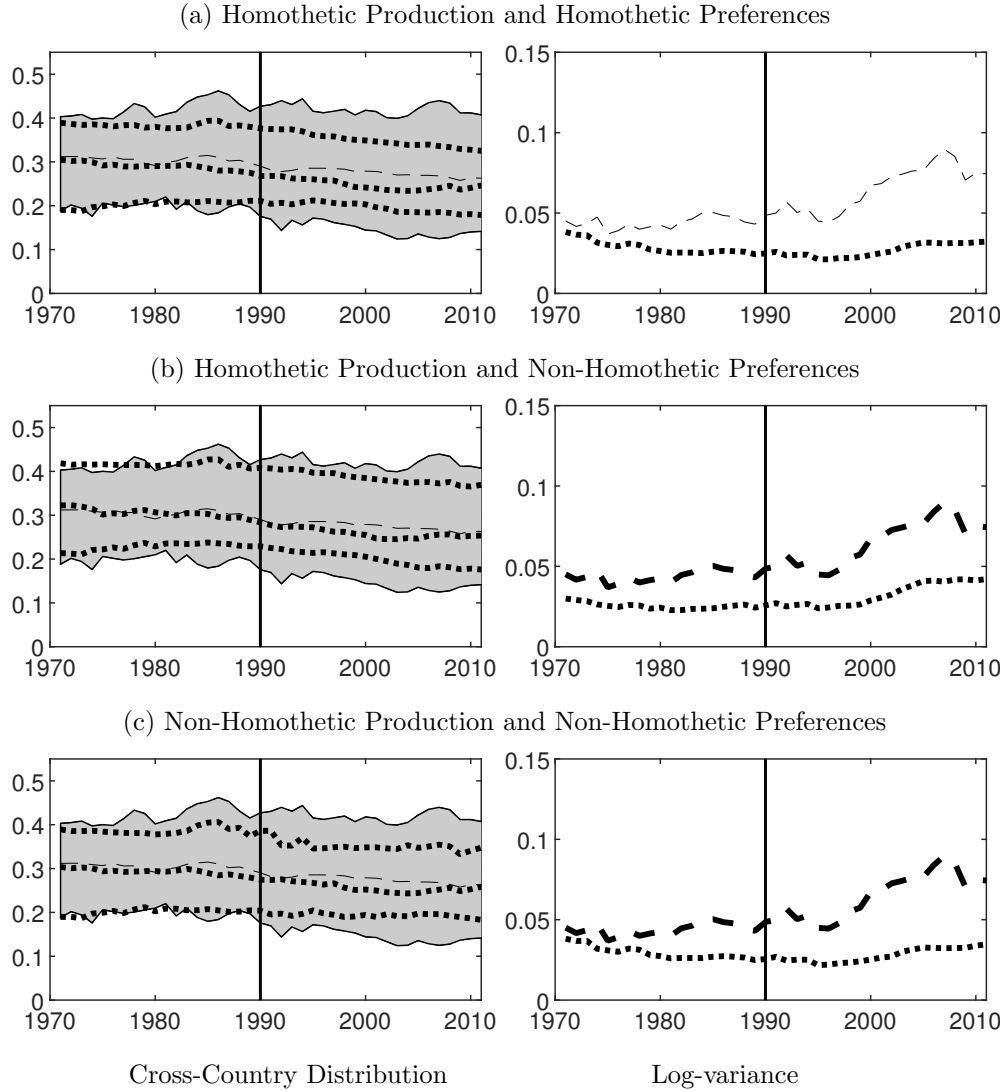 (a) Homothetic Production and Homothetic Preferences
0.5
0.4
0.3
0.2
0.1
0
1970 1980 1990 2000 2010
0.15
0.1
0.05
0
1970 1980 1990 2000 2010
(b) Homothetic Production and Non-Homothetic Preferences
0.5
0.4
0.3
0.2
0.1
0
1970 1980 1990 2000 2010
0.15
0.1
0.05
0
1970 1980 1990 2000 2010
(c) Non-Homothetic Production and Non-Homothetic Preferences
0.5
0.4
0.3
0.2
0.1
0
1970 1980 1990 2000 2010
0.15
0.1
0.05
0
1970 1980 1990 2000 2010
Cross-Country Distribution
Log-variance